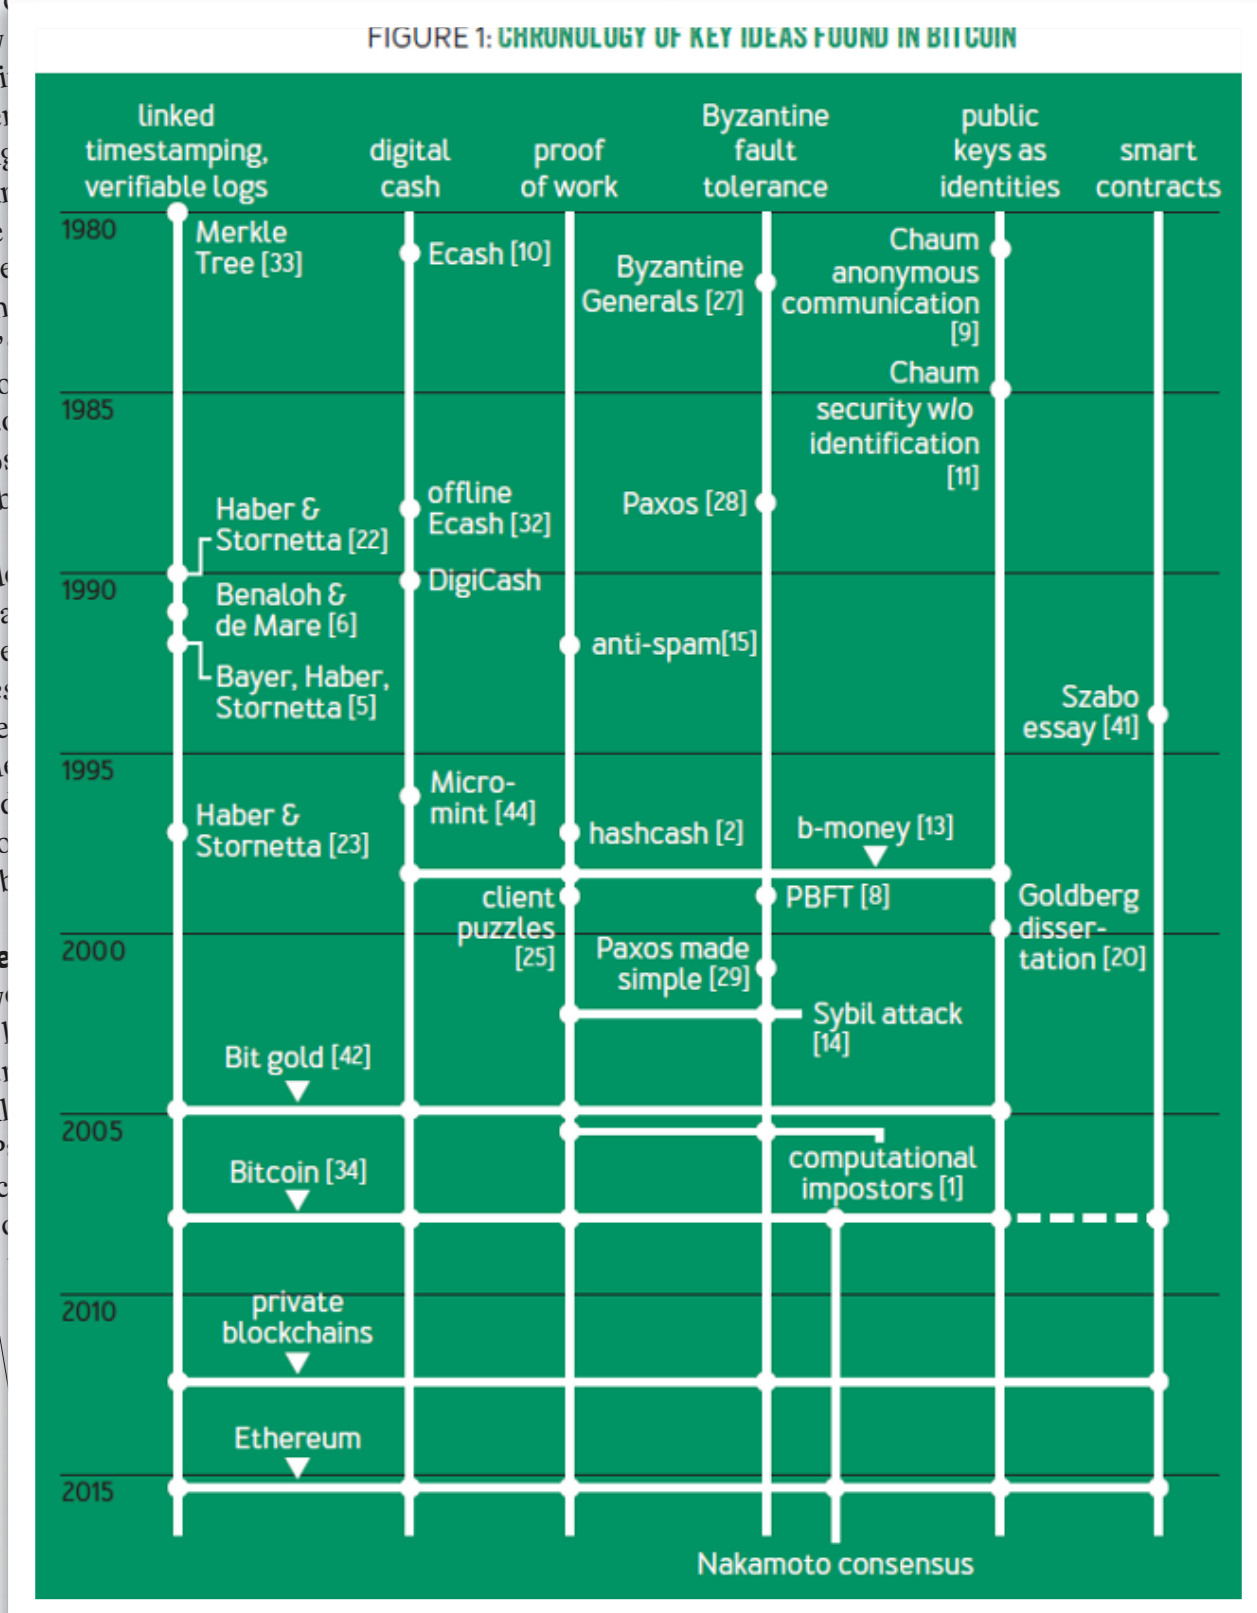 FIGURE 1: CHRONOLOGY OF KEY IDEAS FOUND IN BITCOIN
linked
timestamping,
verifiable logs
digital
cash
proof
of work
Byzantine
fault
tolerance
public
keys as
identities
smart
contracts
1980
Merkle
Tree [33]
Ecash [10]
Byzantine
Generals [27]
Chaum
anonymous
communication
[9]
Chaum
security w/o
identification
[11]
1985
Haber &
Stornetta [22]
offline
Ecash [32]
Paxos [28]
1990
DigiCash
Benaloh &
de Mare [6]
anti-spam[15]
Bayer, Haber,
Stornetta [5]
Szabo
essay [41]
1995
Micro-
mint [44]
Haber &
Stornetta [23]
hashcash [2]
b-money [13]
client
puzzles
[25]
PBFT [8]
Goldberg
disser-
tation [20]
2000
Paxos made
simple [29]
Sybil attack
[14]
Bit gold [42]
2005
computational
impostors [1]
Bitcoin [34]
2010
private
blockchains
Ethereum
2015
Nakamoto consensus